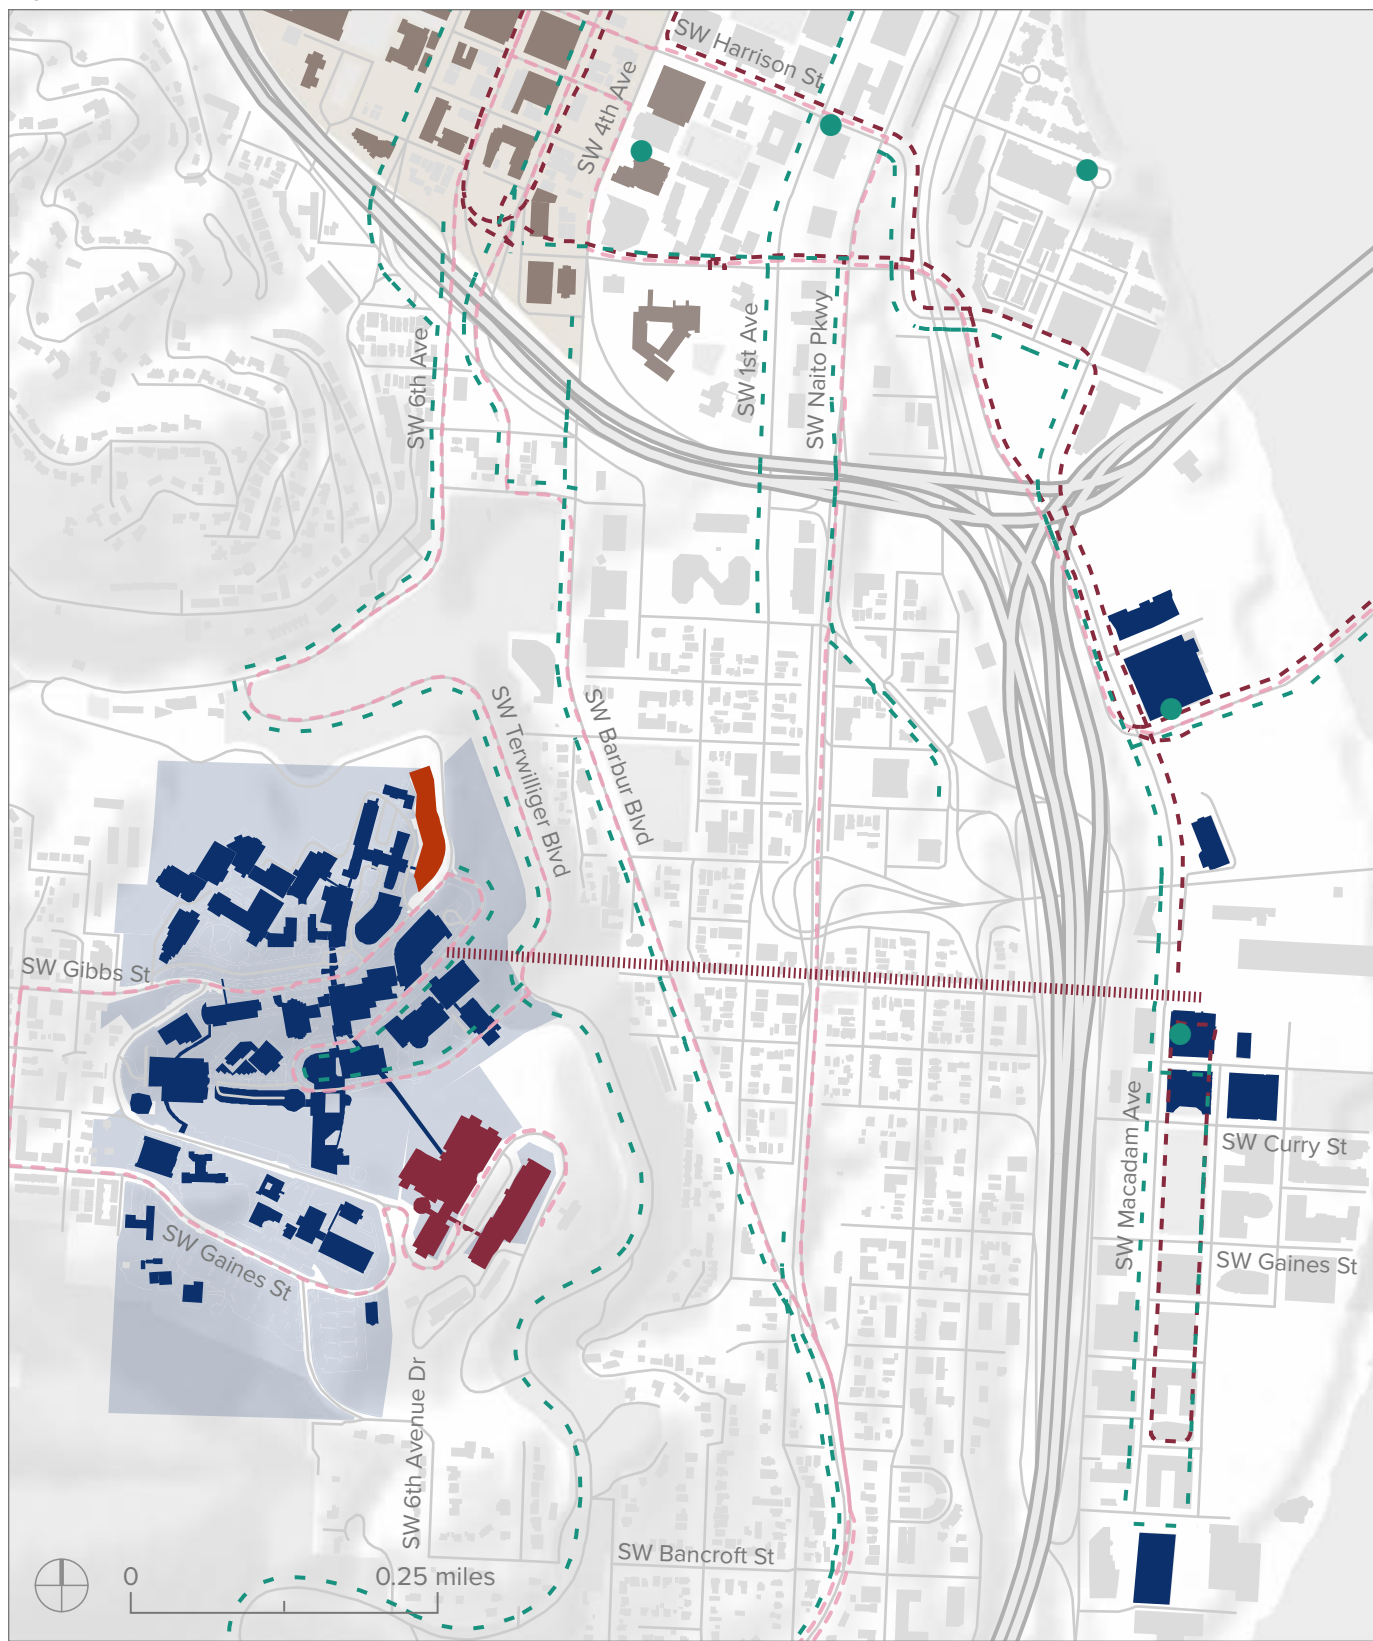 SW Harrison St
SW 4th Ave
SW 6th Ave
SW 1st Ave
SW Naito Pkwy
SW Terwilliger Blvd
SW Barbur Blvd
SW Gibbs St
SW Macadam Ave
SW Curry St
SW Gaines St
SW Gaines St
SW 6th Avenue Dr
SW Bancroft St
0 0.25 miles